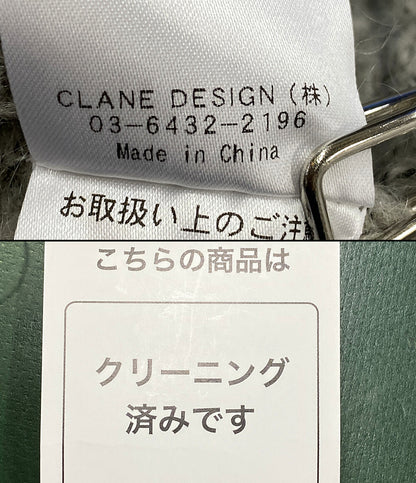 CLANE DESIGN (株)
03-6432-2196
Made in China
お取扱い上のご注
こちらの商品は
クリーニング
済みです